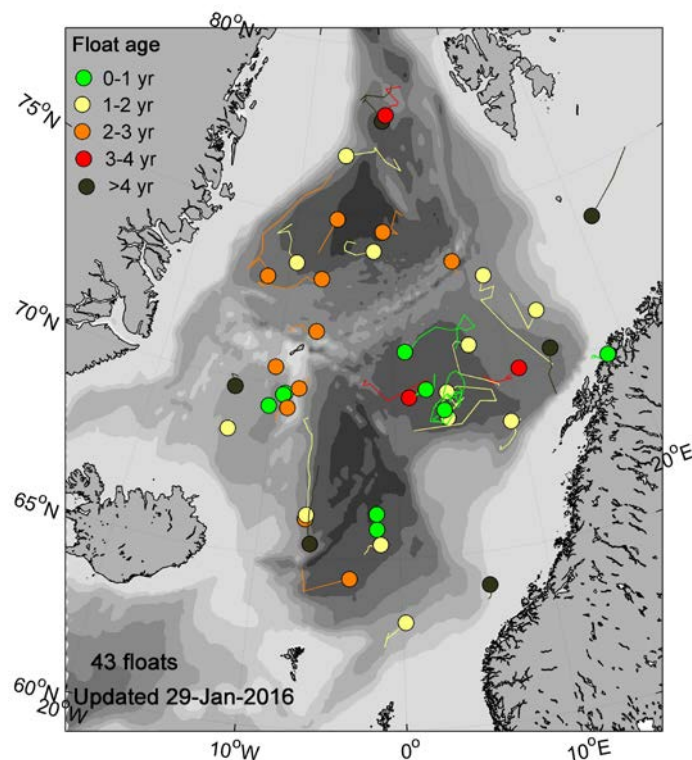 80°N
Float age
0-1 yr
1-2 yr
2-3 yr
3-4 yr
>4 yr
75°N
70°N
65°N
20°E
43 floats
Updated 29-Jan-2016
60°N
20°W
10°W
0°
10°E